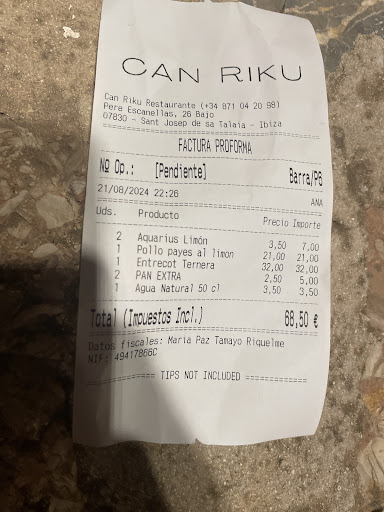 CAN RIKU
Can Riku Restaurante (+34 871 04 20 98)
Pere Escanellas, 26 Bajo
07830 - Sant Josep de sa Talaia - Ibiza
FACTURA PROFORMA
Nº Op.: [Pendiente] Barra/P6
21/08/2024 22:26 ANA
Uds. Producto Precio Importe
2 Aquarius Limón 3,50 7,00
1 Pollo payes al limon 21,00 21,00
1 Entrecot Ternera 32,00 32,00
2 PAN EXTRA 2,50 5,00
1 Agua Natural 50 cl 3,50 3,50
Total (Impuestos Incl.) 68,50 €
Datos fiscales: Maria Paz Tamayo Riquelme
NIF: 49417866C
TIPS NOT INCLUDED